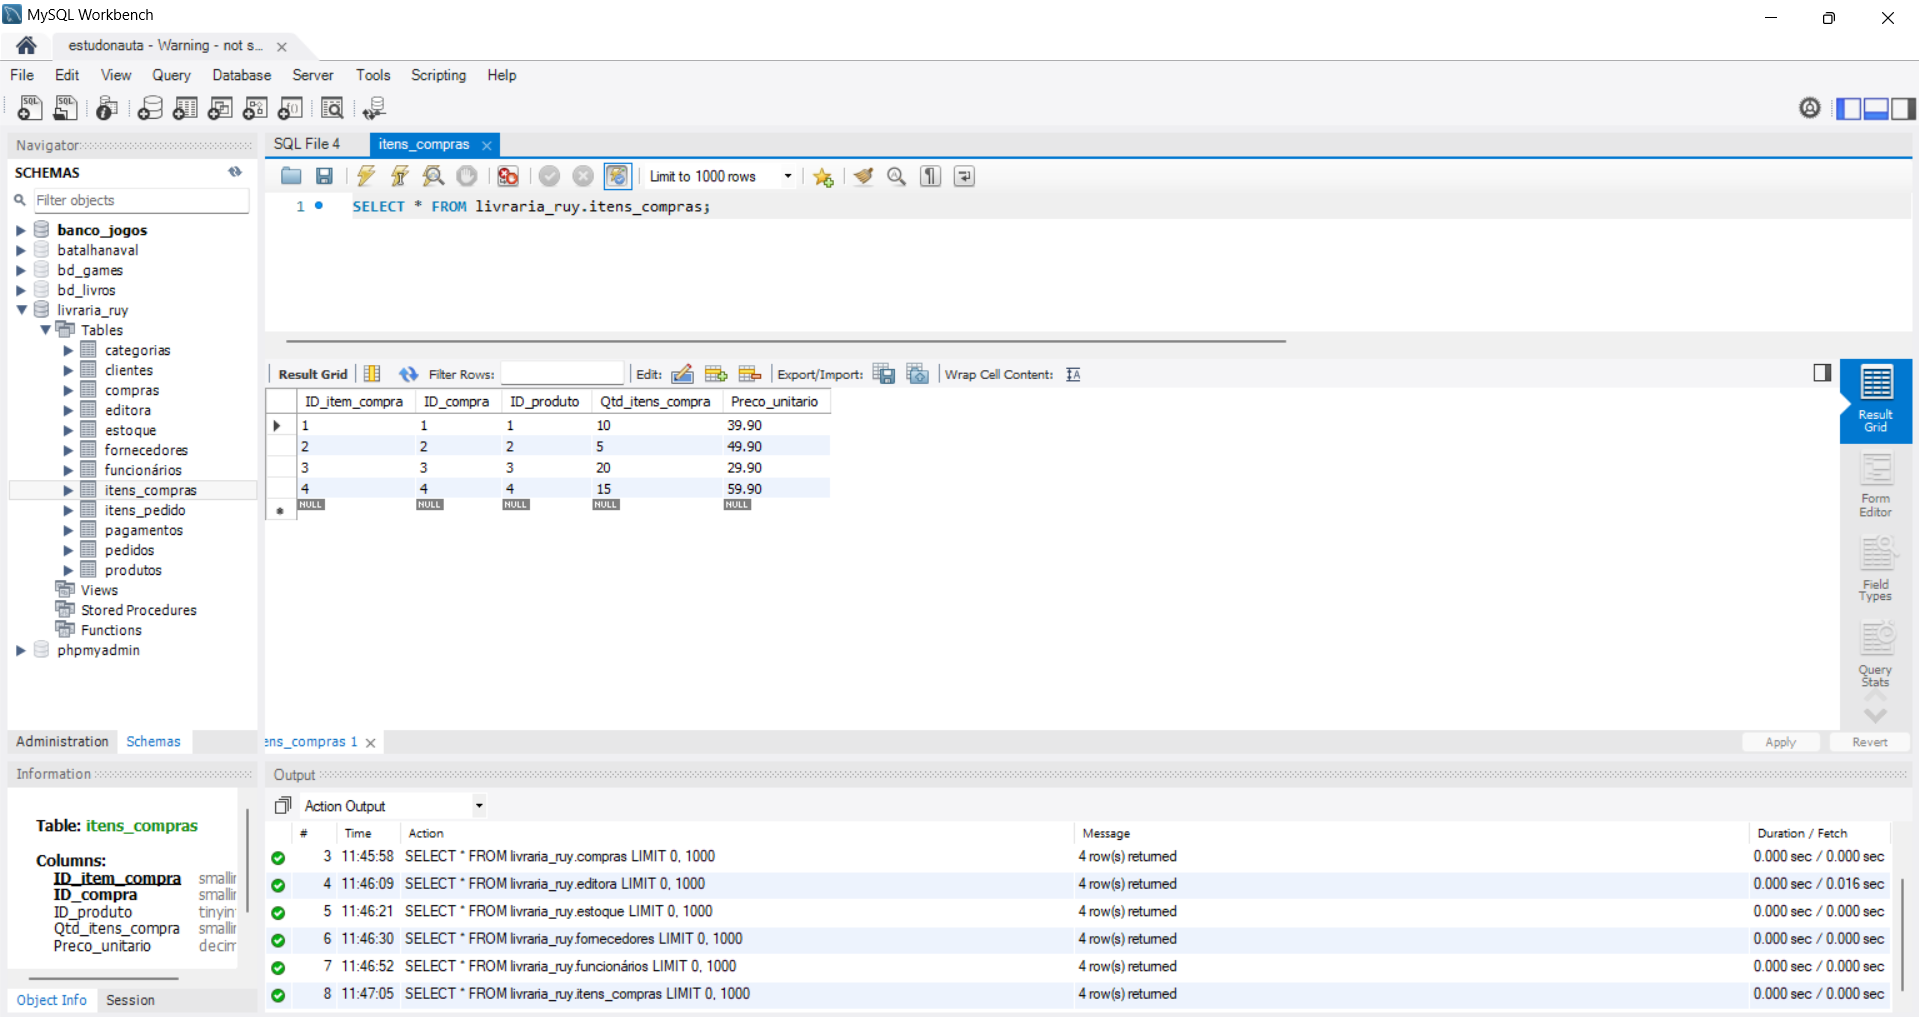 MySQL Workbench
estudonauta - Warning - not s...
File Edit View Query Database Server Tools Scripting Help
Navigator
SCHEMAS
Filter objects
banco_jogos
batalhanaval
bd_games
bd_livros
livraria_ruy
Tables
categorias
clientes
compras
editora
estoque
fornecedores
funcionários
itens_compras
itens_pedido
pagamentos
pedidos
produtos
Views
Stored Procedures
Functions
phpmyadmin
Administration Schemas
Information
Table: itens_compras
Columns:
ID_item_compra smallin
ID_compra smallin
ID_produto tinyin
Qtd_itens_compra smallin
Preco_unitario decim
Object Info Session
SQL File 4 itens_compras
Limit to 1000 rows
1 SELECT * FROM livraria_ruy.itens_compras;
Result Grid Filter Rows: Edit: Export/Import: Wrap Cell Content:
ID_item_compra ID_compra ID_produto Qtd_itens_compra Preco_unitario
1 1 1 10 39.90
2 2 2 5 49.90
3 3 3 20 29.90
4 4 4 15 59.90
NULL NULL NULL NULL NULL
Result
Grid
Form
Editor
Field
Types
Query
Stats
ens_compras 1 Apply Revert
Output
Action Output
# Time Action Message Duration / Fetch
3 11:45:58 SELECT * FROM livraria_ruy.compras LIMIT 0, 1000 4 row(s) returned 0.000 sec / 0.000 sec
4 11:46:09 SELECT * FROM livraria_ruy.editora LIMIT 0, 1000 4 row(s) returned 0.000 sec / 0.016 sec
5 11:46:21 SELECT * FROM livraria_ruy.estoque LIMIT 0, 1000 4 row(s) returned 0.000 sec / 0.000 sec
6 11:46:30 SELECT * FROM livraria_ruy.fornecedores LIMIT 0, 1000 4 row(s) returned 0.000 sec / 0.000 sec
7 11:46:52 SELECT * FROM livraria_ruy.funcionários LIMIT 0, 1000 4 row(s) returned 0.000 sec / 0.000 sec
8 11:47:05 SELECT * FROM livraria_ruy.itens_compras LIMIT 0, 1000 4 row(s) returned 0.000 sec / 0.000 sec